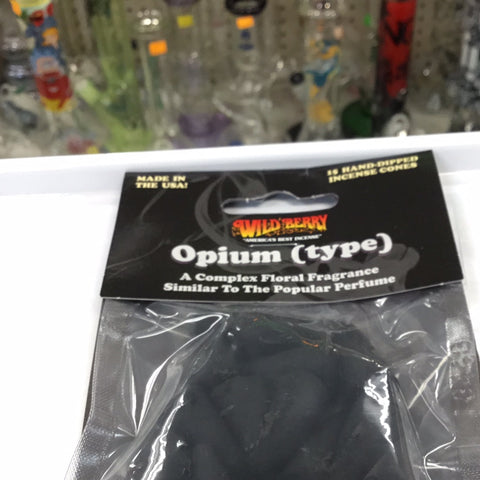 MADE IN
THE USA!
15 HAND-DIPPED
INCENSE CONES
WILD BERRY
"AMERICA'S BEST INCENSE"
Opium (type)
A Complex Floral Fragrance
Similar To The Popular Perfume